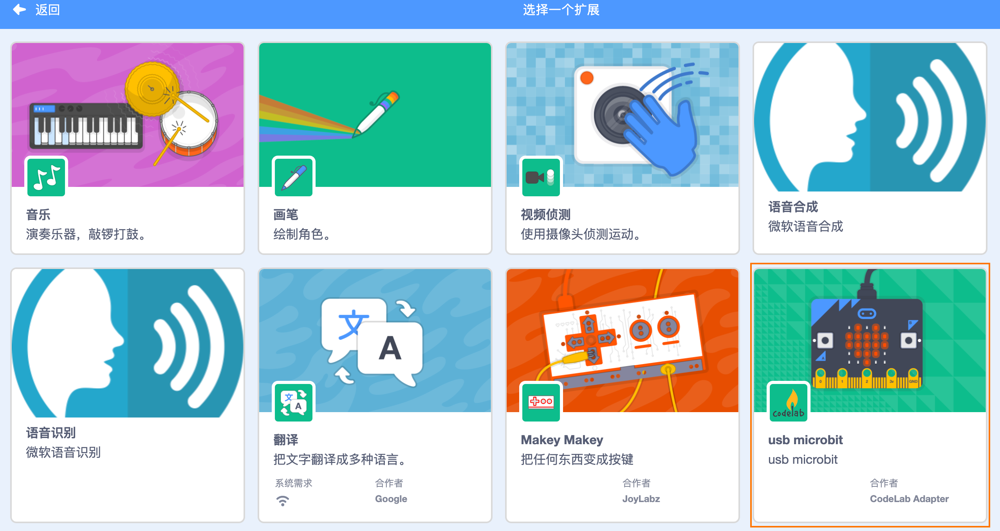 返回
选择一个扩展
音乐
演奏乐器，敲锣打鼓。
画笔
绘制角色。
视频侦测
使用摄像头侦测运动。
语音合成
微软语音合成
语音识别
微软语音识别
文
A
文
A
翻译
把文字翻译成多种语言。
系统需求
合作者
Google
Makey Makey
把任何东西变成按键
合作者
JoyLabz
B
A
0
1
2
3v
GND
codelab
usb microbit
usb microbit
合作者
CodeLab Adapter